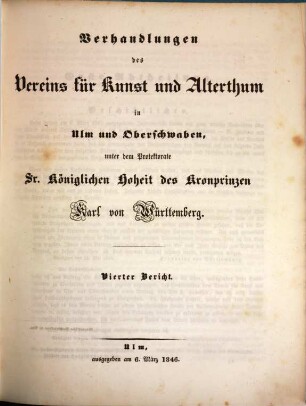 Verhandlungen
des
Vereins für Kunst und Alterthum
in
Ulm und Oberschwaben,
unter dem Protektorate
Sr. Königlichen Hoheit des Kronprinzen
Karl von Württemberg.
Vierter Bericht.
Ulm,
ausgegeben am 6. März 1846.